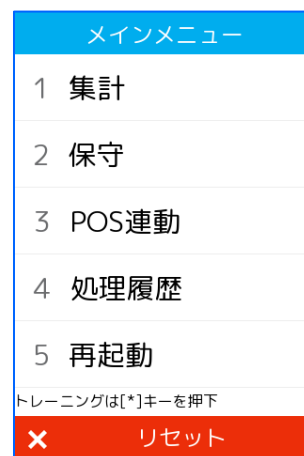 メインメニュー
1 集計
2 保守
3 POS連動
4 処理履歴
5 再起動
トレーニングは[*]キーを押下
× リセット